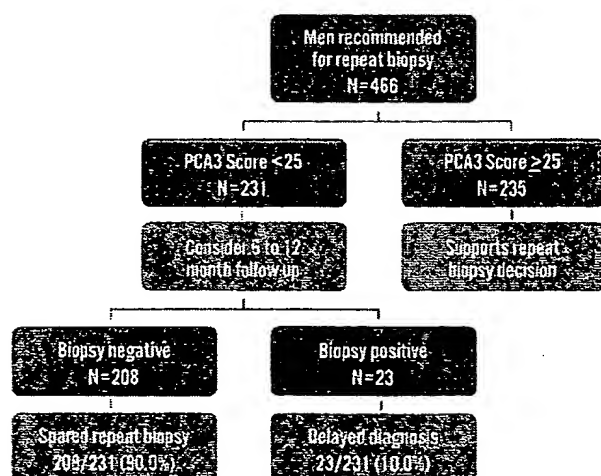 Men recommended
for repeat biopsy
N=466
PCA3 Score <25
N=231
PCA3 Score ≥25
N=235
Consider 6 to 12
month follow up
Supports repeat
biopsy decision
Biopsy negative
N=208
Biopsy positive
N=23
Spared repeat biopsy
208/231 (90.0%)
Delayed diagnosis
23/231 (10.0%)